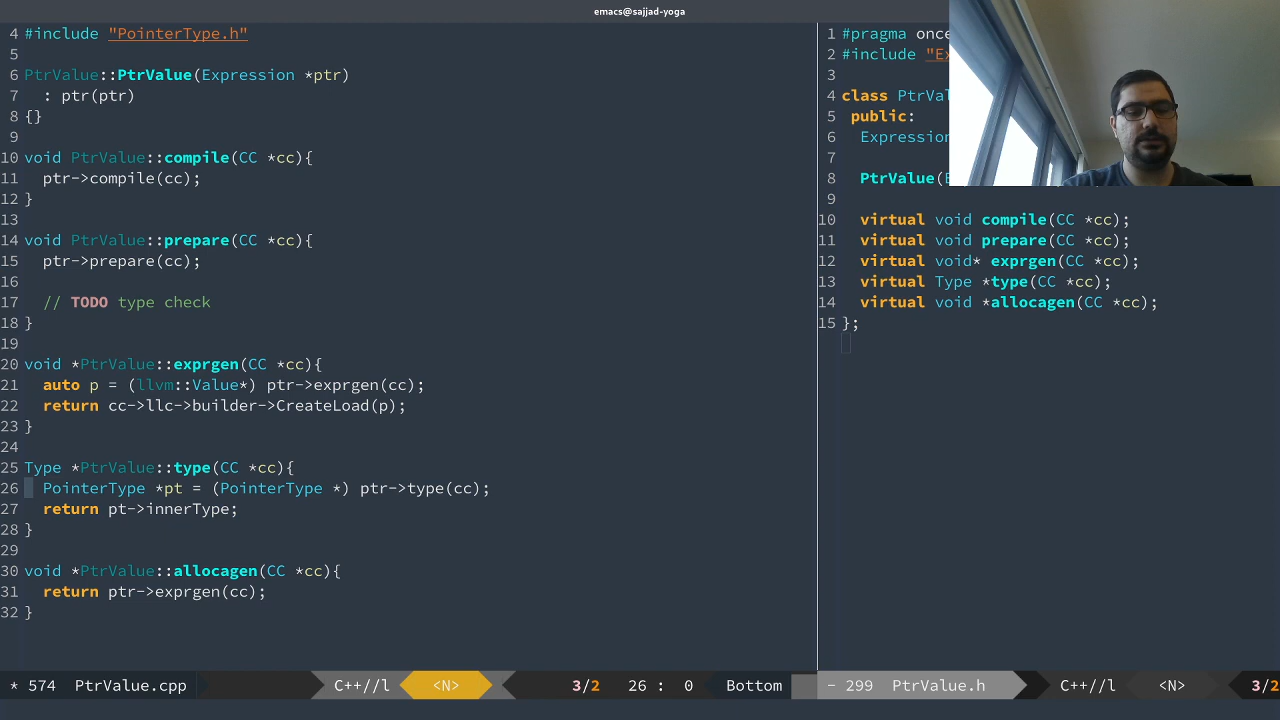 emacs@sajjad-yoga
4 #include "PointerType.h"
5
6 PtrValue::PtrValue(Expression *ptr)
7   : ptr(ptr)
8 {}
9
10 void PtrValue::compile(CC *cc){
11   ptr->compile(cc);
12 }
13
14 void PtrValue::prepare(CC *cc){
15   ptr->prepare(cc);
16
17   // TODO type check
18 }
19
20 void *PtrValue::exprgen(CC *cc){
21   auto p = (llvm::Value*) ptr->exprgen(cc);
22   return cc->llc->builder->CreateLoad(p);
23 }
24
25 Type *PtrValue::type(CC *cc){
26   PointerType *pt = (PointerType *) ptr->type(cc);
27   return pt->innerType;
28 }
29
30 void *PtrValue::allocagen(CC *cc){
31   return ptr->exprgen(cc);
32 }
* 574 PtrValue.cpp C++//l <N> 3/2 26 : 0 Bottom
1 #pragma once
2 #include "Ex
3
4 class PtrVal
5  public:
6   Expression
7
8   PtrValue(E
9
10   virtual void compile(CC *cc);
11   virtual void prepare(CC *cc);
12   virtual void* exprgen(CC *cc);
13   virtual Type *type(CC *cc);
14   virtual void *allocagen(CC *cc);
15 };
- 299 PtrValue.h C++//l <N> 3/2